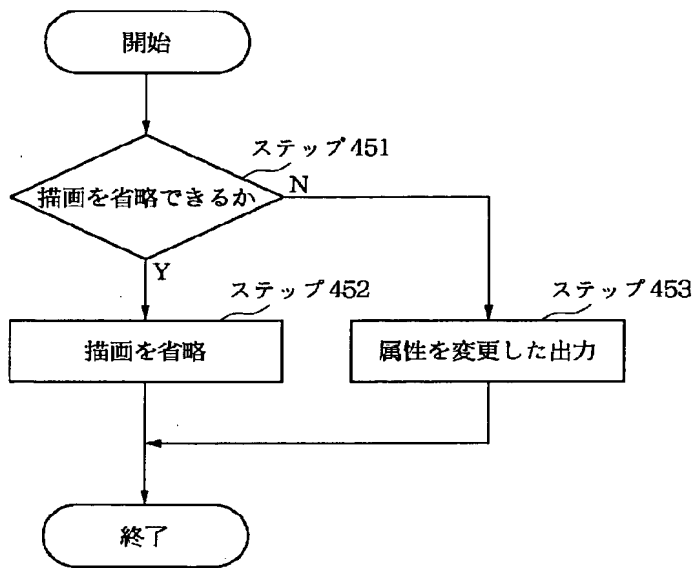 開始
ステップ451
描画を省略できるか
N
Y
ステップ452
描画を省略
ステップ453
属性を変更した出力
終了